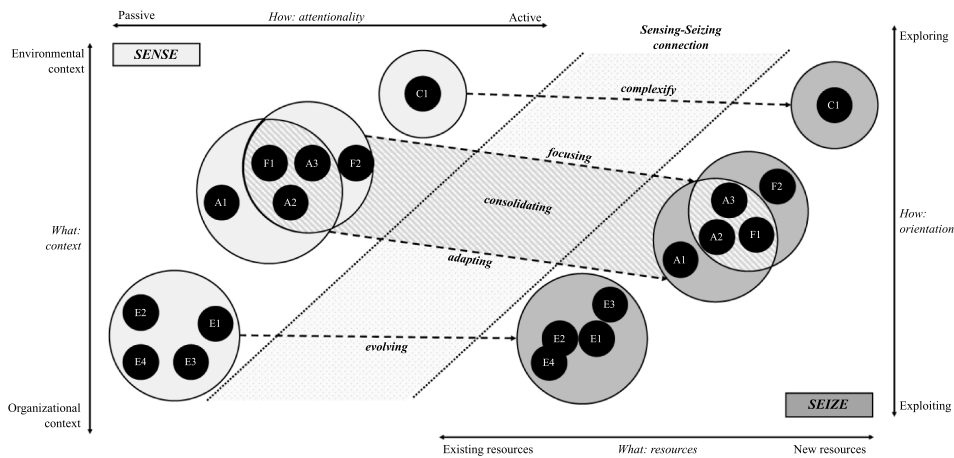 Passive
How: attentionality
Active
Environmental
context
SENSE
Sensing-Seizing
connection
Exploring
C1
complexify
C1
F1
A3
F2
focusing
F2
A1
A2
consolidating
A3
What:
context
A2
F1
How:
orientation
adapting
A1
E2
E1
E3
evolving
E2
E1
E4
E3
E4
Organizational
context
SEIZE
Exploiting
Existing resources
What: resources
New resources